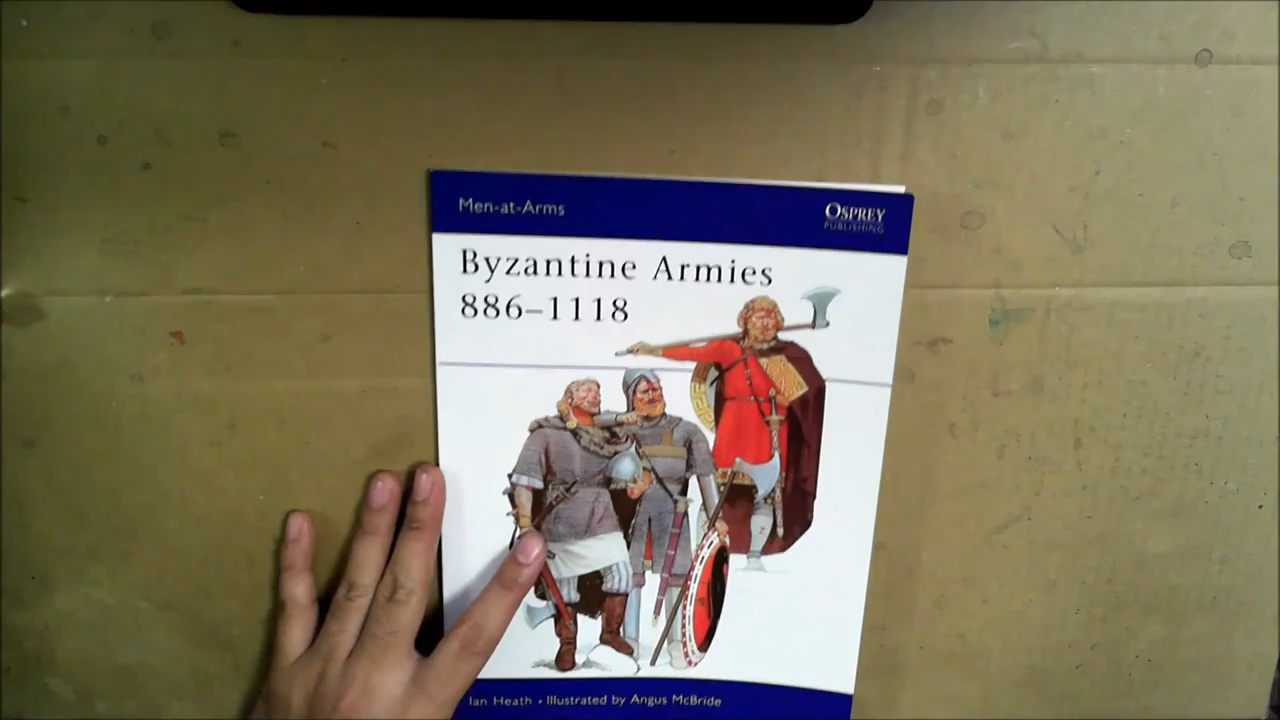 Men-at-Arms
OSPREY
PUBLISHING
Byzantine Armies
886–1118
Ian Heath • Illustrated by Angus McBride